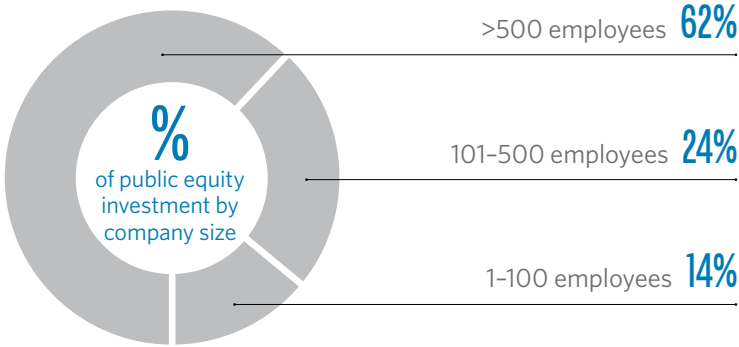 >500 employees 62%
%
of public equity
investment by
company size
101–500 employees 24%
1–100 employees 14%